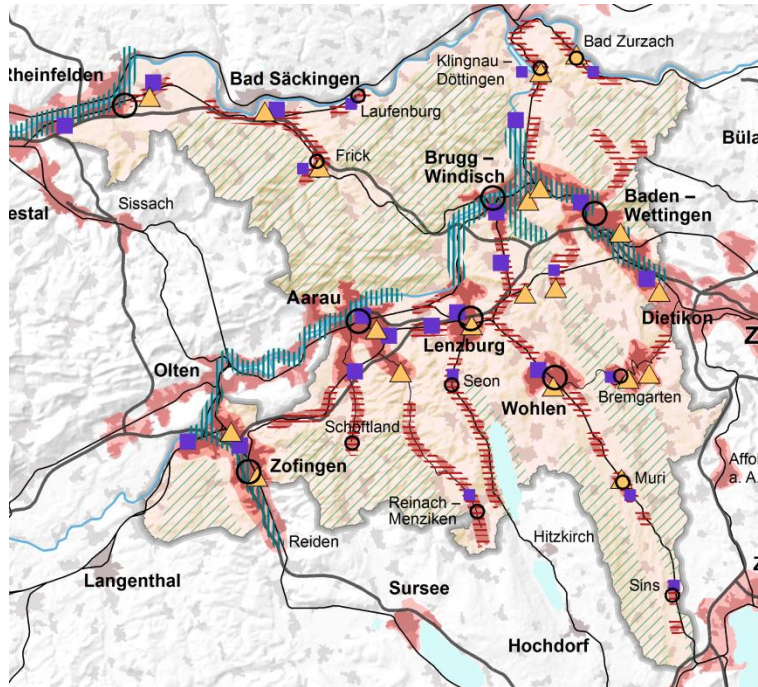 Bad Zurzach
Klingnau –
Döttingen
Rheinfelden
Bad Säckingen
Laufenburg
Büla
Frick
Brugg –
Windisch
Baden –
Wettingen
estal
Sissach
Aarau
Dietikon
Lenzburg
Z
Olten
Seon
Bremgarten
Wohlen
Schöftland
Affol
a. A.
Zofingen
Muri
Reinach –
Menziken
Hitzkirch
Reiden
Langenthal
Z
Sins
Sursee
Hochdorf